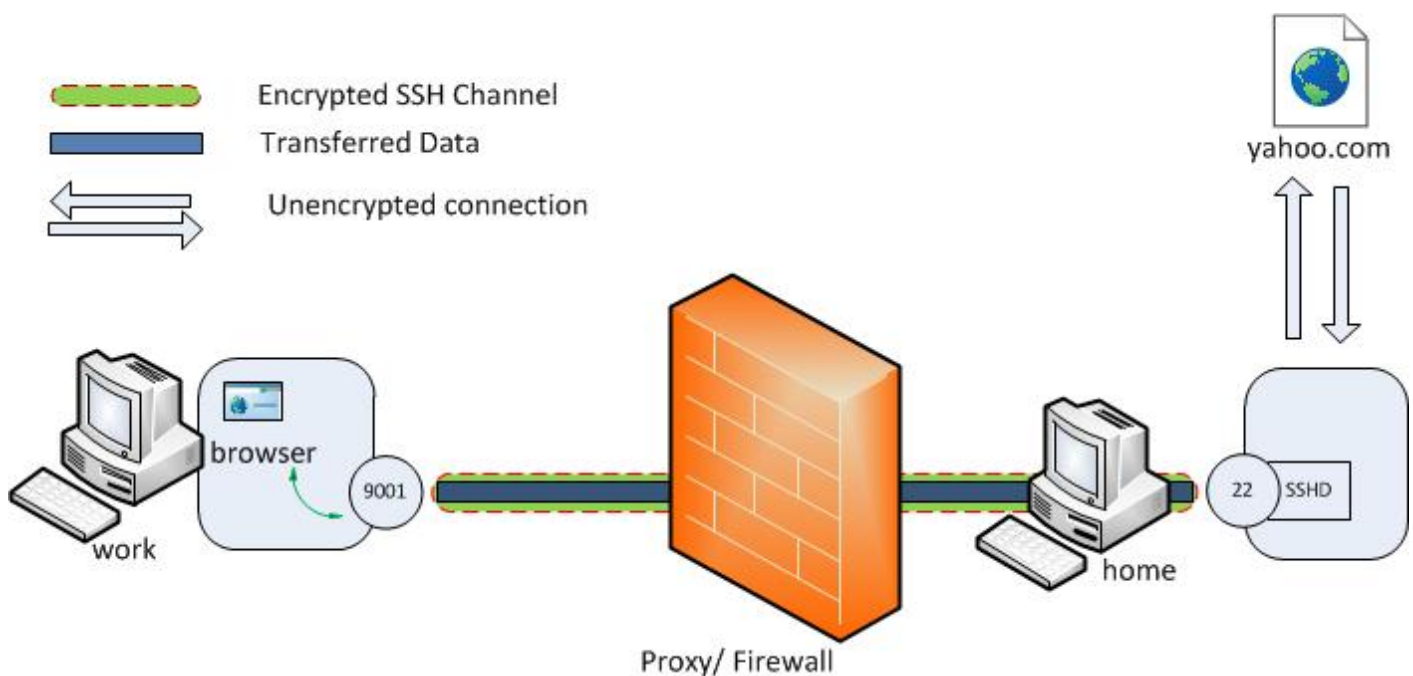 Encrypted SSH Channel
Transferred Data
Unencrypted connection
yahoo.com
browser
9001
work
22
SSHD
home
Proxy/ Firewall